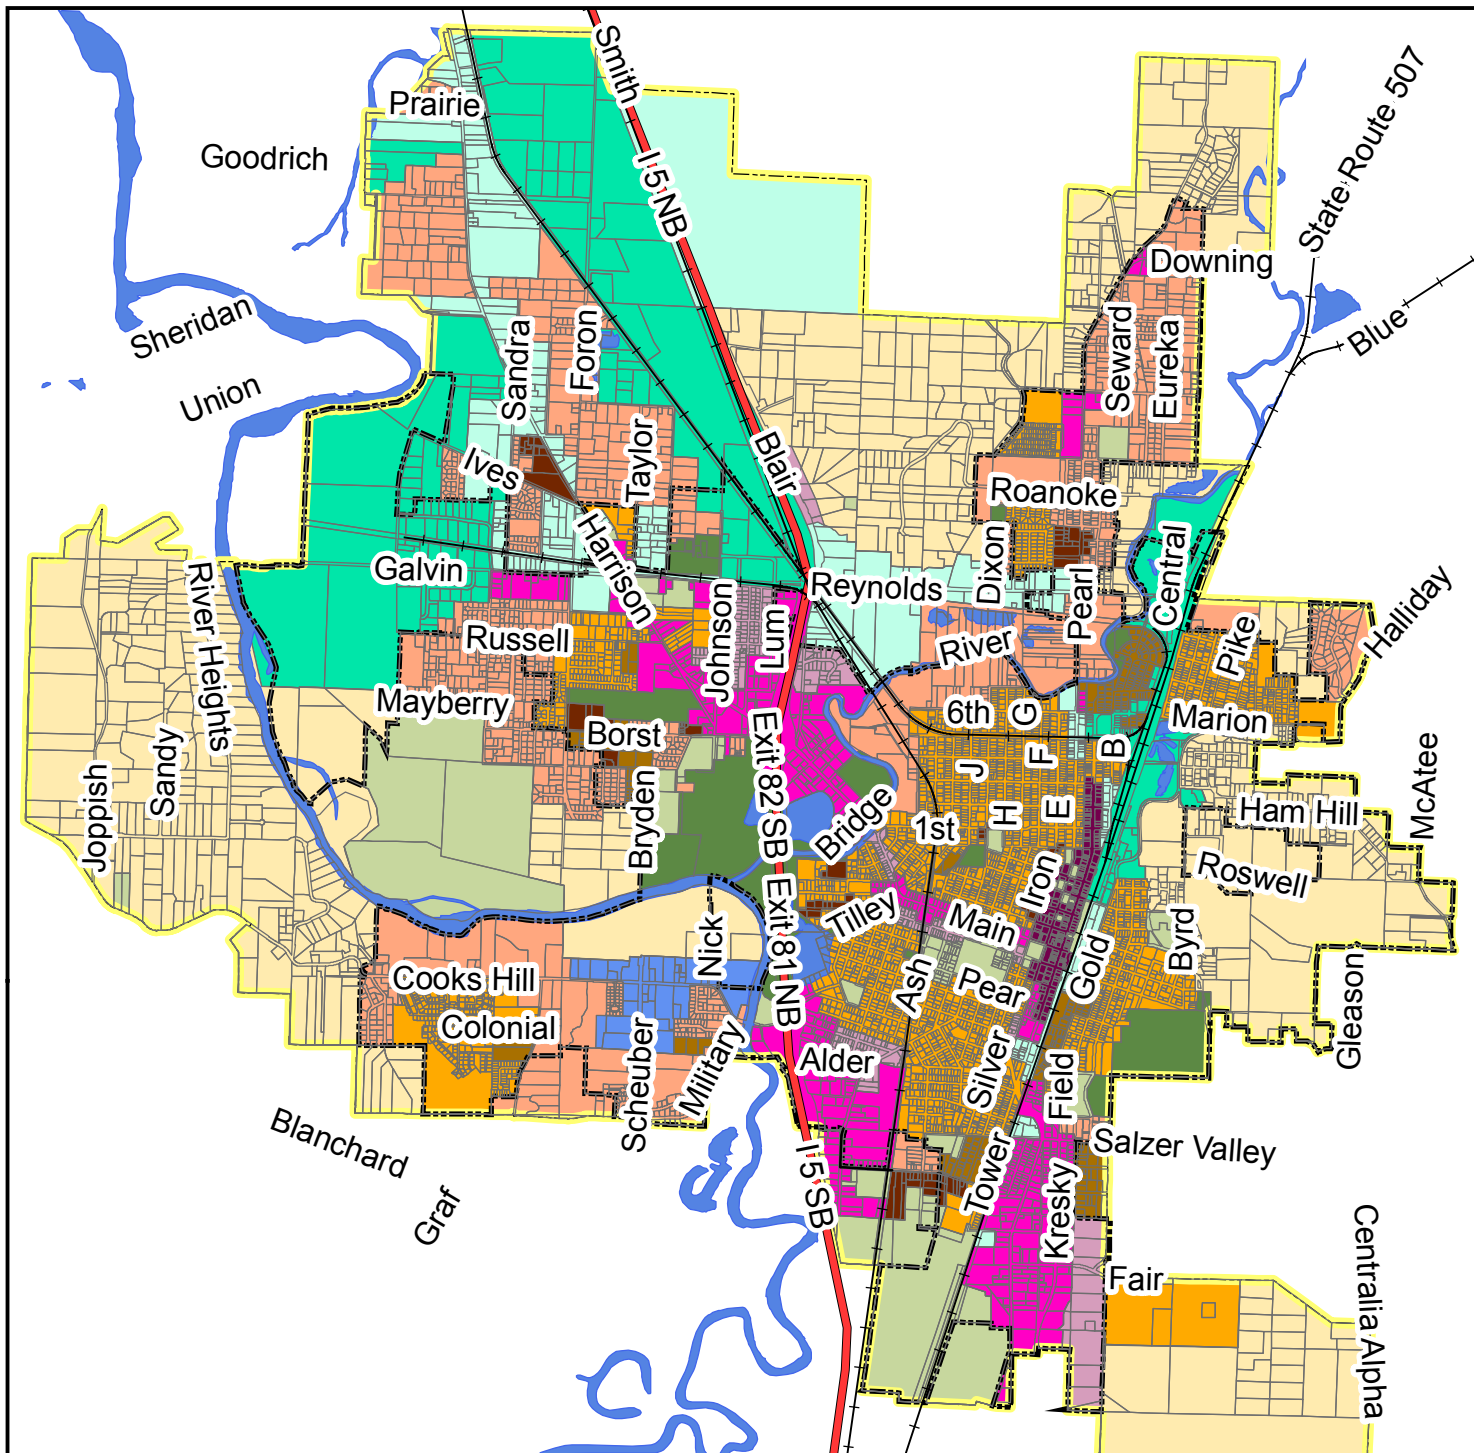 Smith
State Route 507
Prairie
Goodrich
I 5 NB
Downing
Sheridan
Sandra
Foron
Seward
Eureka
Blue
Union
Blair
Taylor
Ives
Roanoke
Harrison
Dixon
Central
Galvin
Reynolds
Pearl
Halliday
River Heights
Russell
Johnson
Lum
River
Pike
Mayberry
6th
G
Marion
Borst
Exit 82 SB
F
B
Sandy
J
McAtee
Joppish
Bryden
Bridge
1st
H
E
Ham Hill
Roswell
Iron
Tilley
Main
Nick
Exit 81 NB
Byrd
Cooks Hill
Ash
Pear
Gold
Colonial
Gleason
Scheuber
Military
Alder
Silver
Field
Blanchard
Salzer Valley
Tower
I 5 SB
Kresky
Graf
Fair
Centralia Alpha